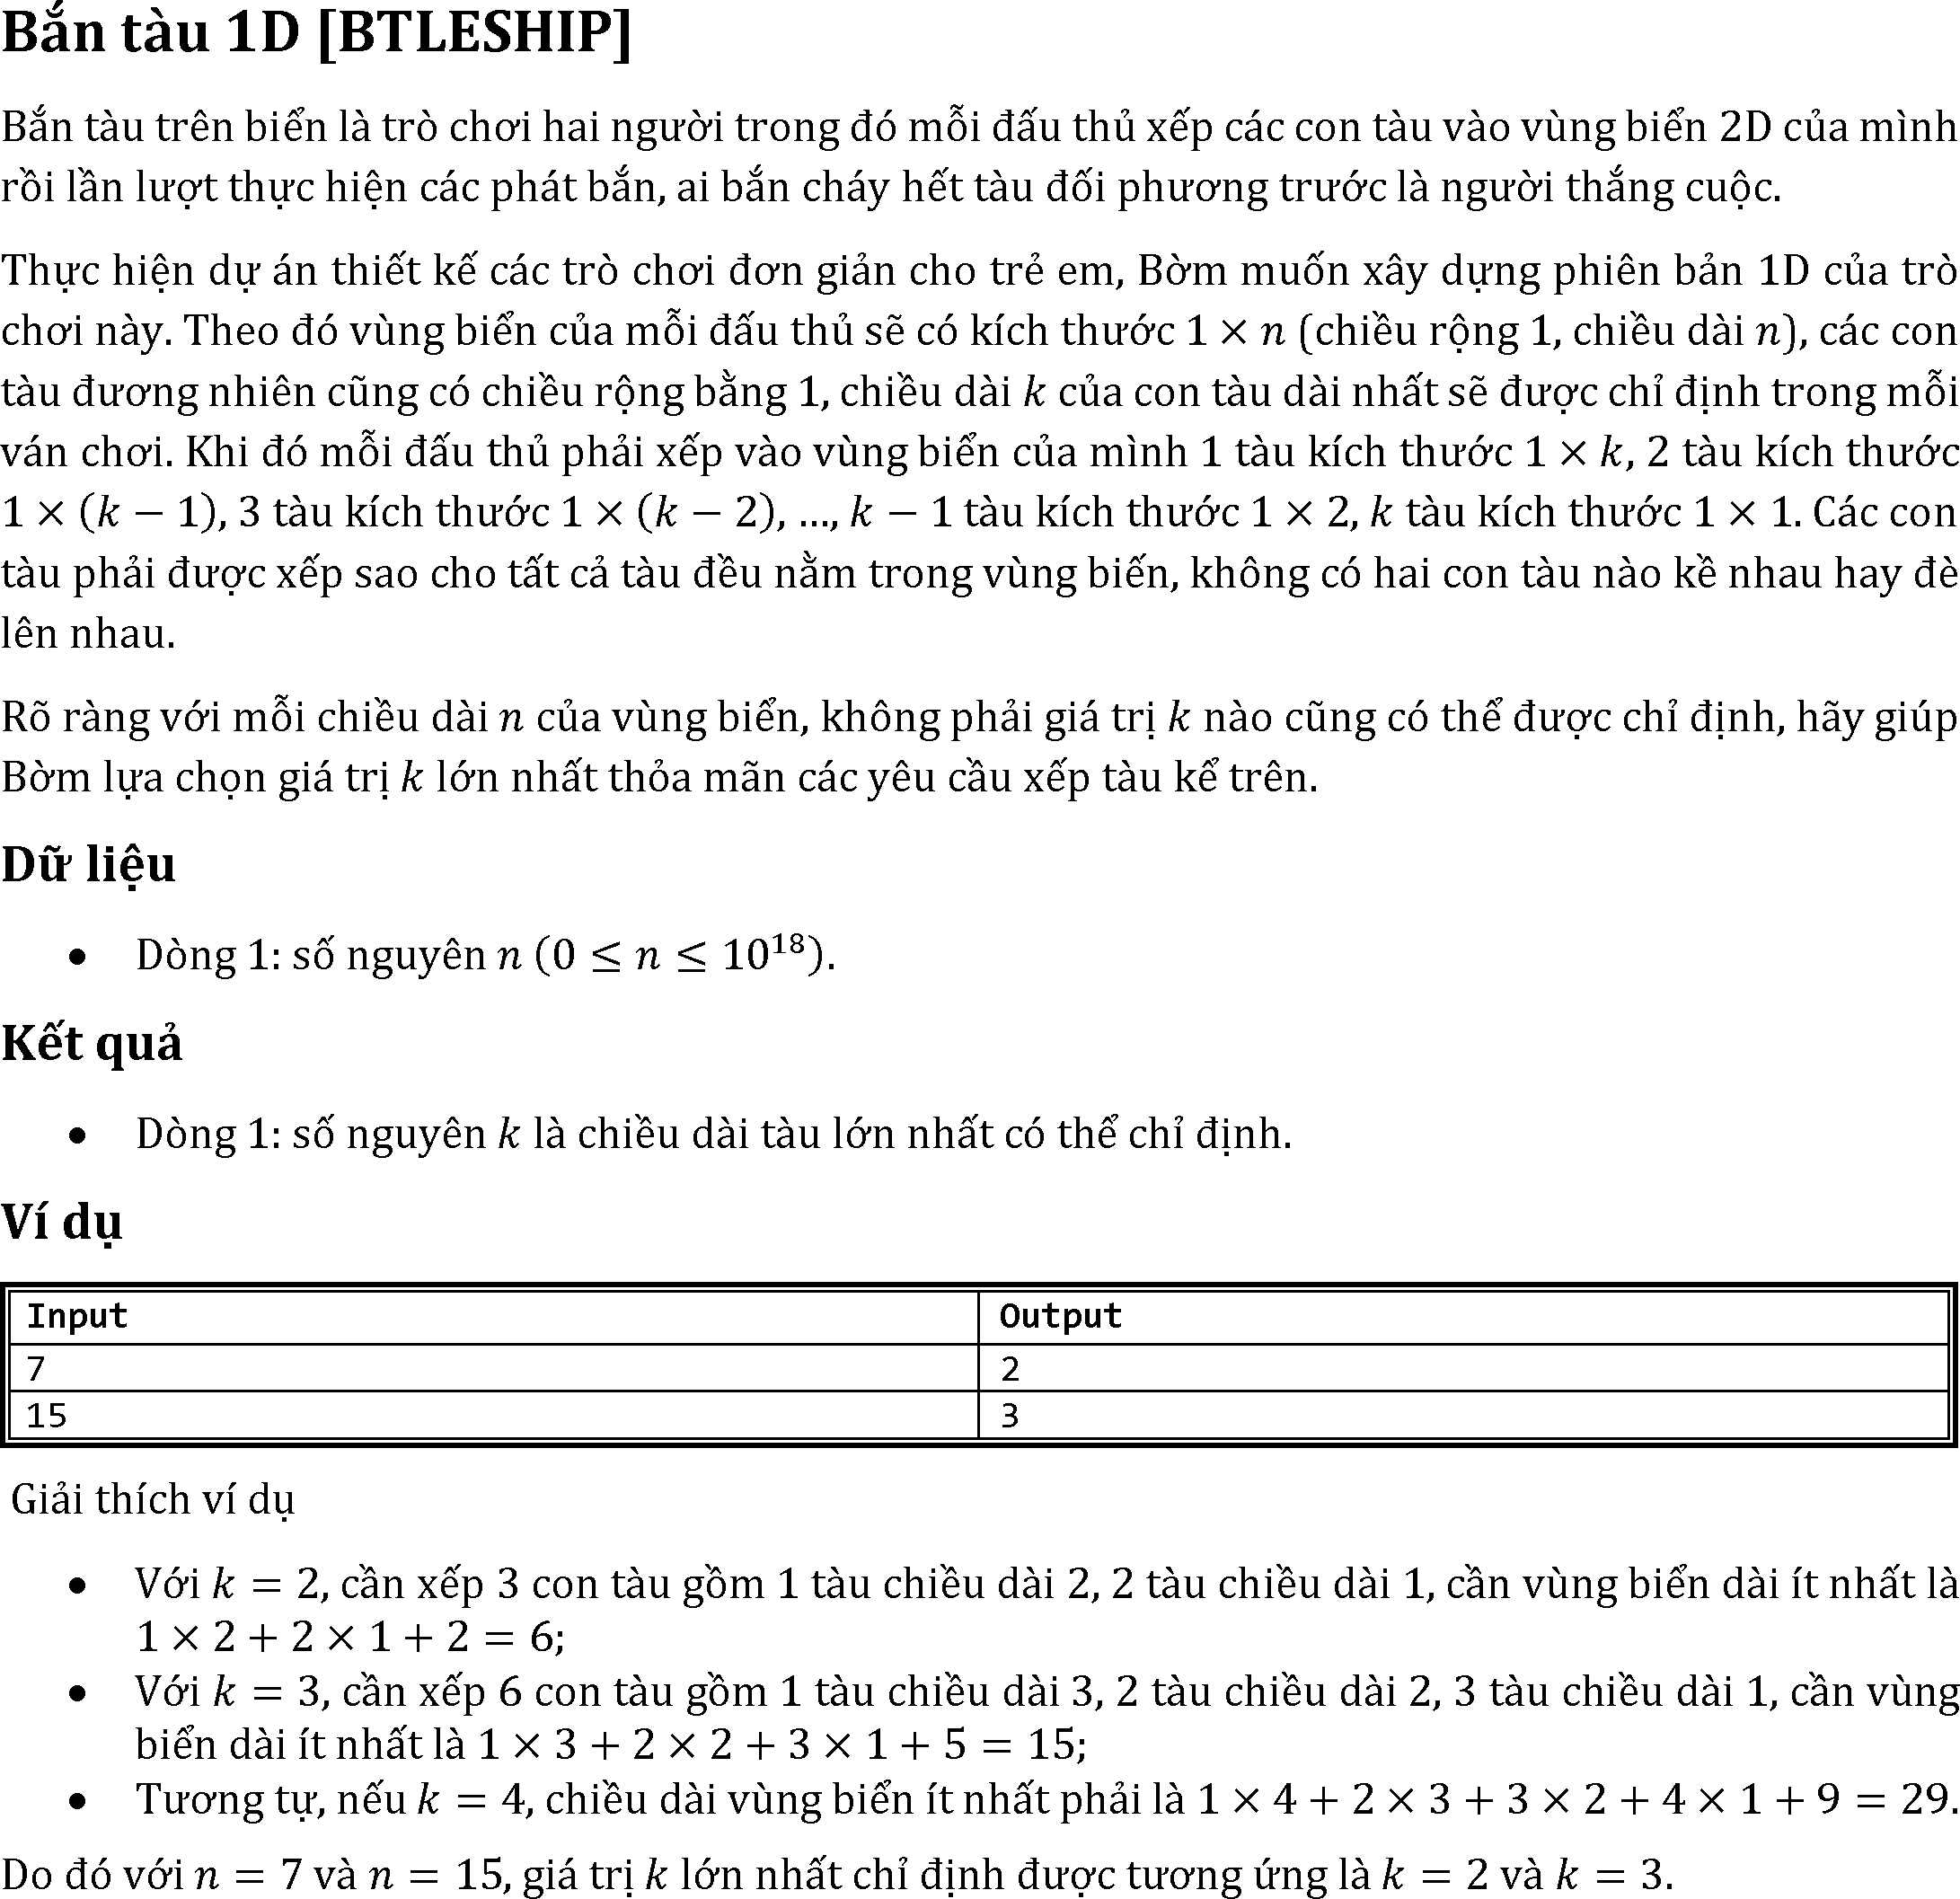 Bắn tàu 1D [BTLESHIP]
Bắn tàu trên biển là trò chơi hai người trong đó mỗi đấu thủ xếp các con tàu vào vùng biển 2D của mình
rồi lần lượt thực hiện các phát bắn, ai bắn cháy hết tàu đối phương trước là người thắng cuộc.
Thực hiện dự án thiết kế các trò chơi đơn giản cho trẻ em, Bờm muốn xây dựng phiên bản 1D của trò
chơi này. Theo đó vùng biển của mỗi đấu thủ sẽ có kích thước 1 × n (chiều rộng 1, chiều dài n), các con
tàu đương nhiên cũng có chiều rộng bằng 1, chiều dài k của con tàu dài nhất sẽ được chỉ định trong mỗi
ván chơi. Khi đó mỗi đấu thủ phải xếp vào vùng biển của mình 1 tàu kích thước 1 × k, 2 tàu kích thước
1 × (k − 1), 3 tàu kích thước 1 × (k − 2), …, k − 1 tàu kích thước 1 × 2, k tàu kích thước 1 × 1. Các con
tàu phải được xếp sao cho tất cả tàu đều nằm trong vùng biển, không có hai con tàu nào kề nhau hay đè
lên nhau.
Rõ ràng với mỗi chiều dài n của vùng biển, không phải giá trị k nào cũng có thể được chỉ định, hãy giúp
Bờm lựa chọn giá trị k lớn nhất thỏa mãn các yêu cầu xếp tàu kể trên.
Dữ liệu
• Dòng 1: số nguyên n (0 ≤ n ≤ 10¹⁸).
Kết quả
• Dòng 1: số nguyên k là chiều dài tàu lớn nhất có thể chỉ định.
Ví dụ
Input Output
7 2
15 3
Giải thích ví dụ
• Với k = 2, cần xếp 3 con tàu gồm 1 tàu chiều dài 2, 2 tàu chiều dài 1, cần vùng biển dài ít nhất là
1 × 2 + 2 × 1 + 2 = 6;
• Với k = 3, cần xếp 6 con tàu gồm 1 tàu chiều dài 3, 2 tàu chiều dài 2, 3 tàu chiều dài 1, cần vùng
biển dài ít nhất là 1 × 3 + 2 × 2 + 3 × 1 + 5 = 15;
• Tương tự, nếu k = 4, chiều dài vùng biển ít nhất phải là 1 × 4 + 2 × 3 + 3 × 2 + 4 × 1 + 9 = 29.
Do đó với n = 7 và n = 15, giá trị k lớn nhất chỉ định được tương ứng là k = 2 và k = 3.